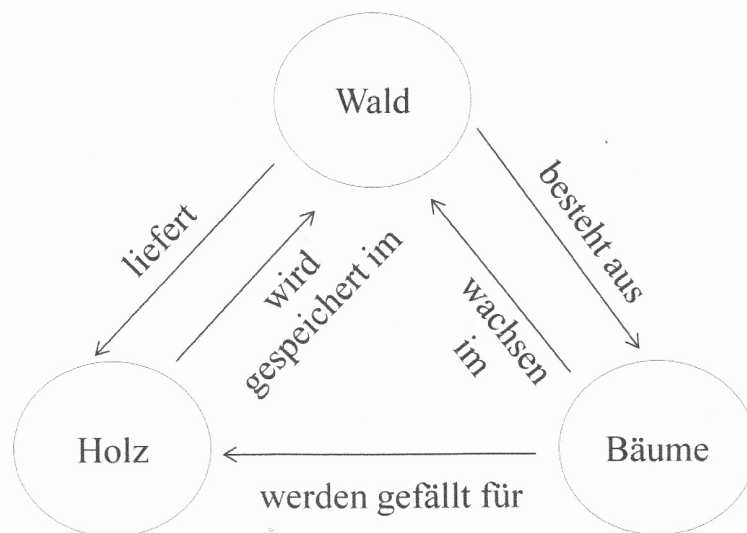 Wald
liefert
wird
gespeichert im
wachsen
im
besteht aus
Holz
Bäume
werden gefällt für